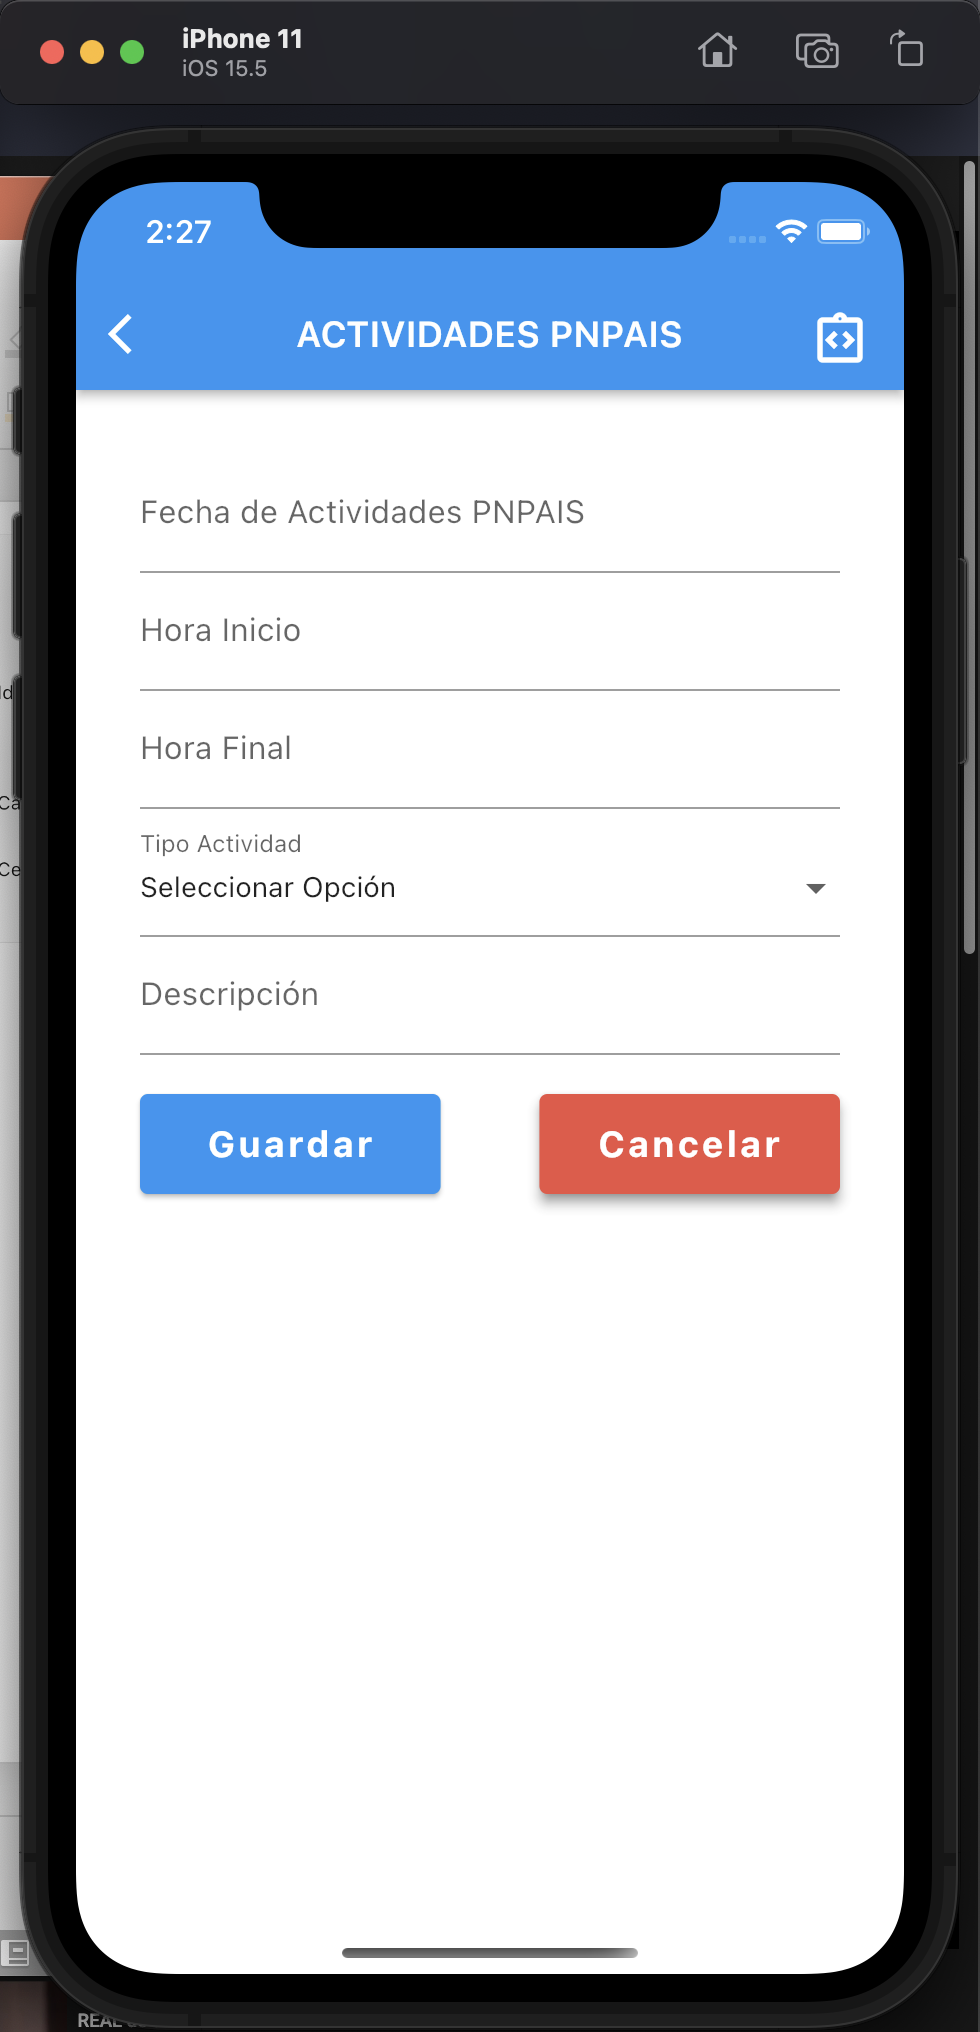 iPhone 11
iOS 15.5
2:27
ACTIVIDADES PNPAIS
Fecha de Actividades PNPAIS
Hora Inicio
Hora Final
Tipo Actividad
Seleccionar Opción
Descripción
Guardar
Cancelar
REAL